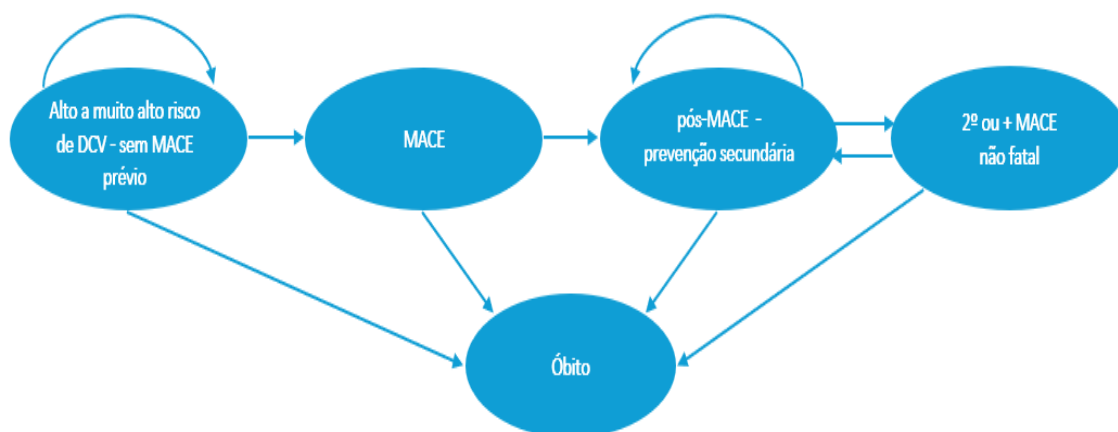 Alto a muito alto risco
de DCV - sem MACE
prévio
MACE
pós-MACE -
prevenção secundária
2º ou + MACE
não fatal
Óbito